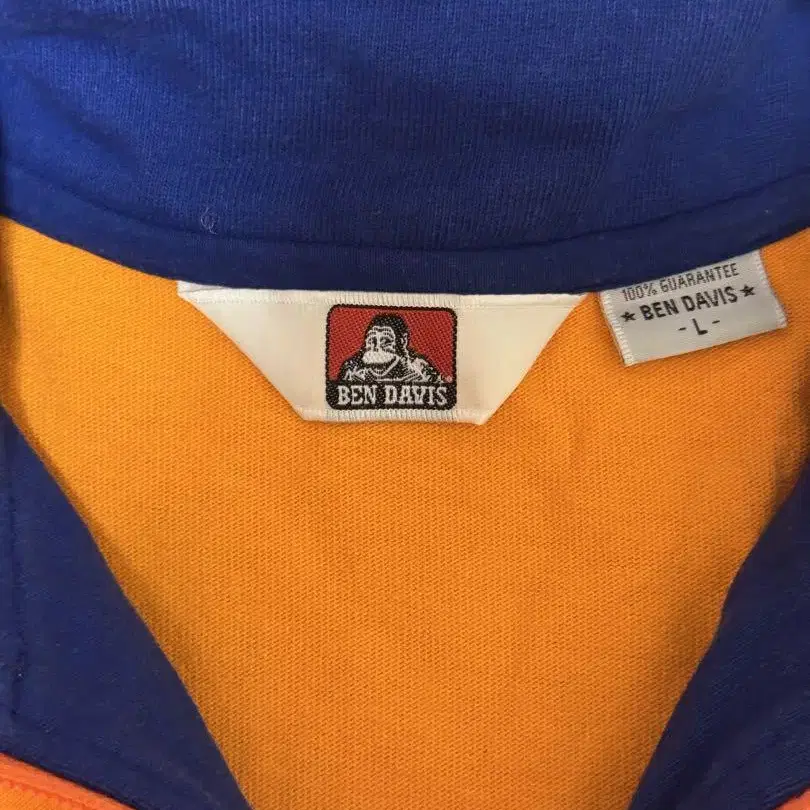 BEN DAVIS
100% GUARANTEE
★ BEN DAVIS ★
- L -